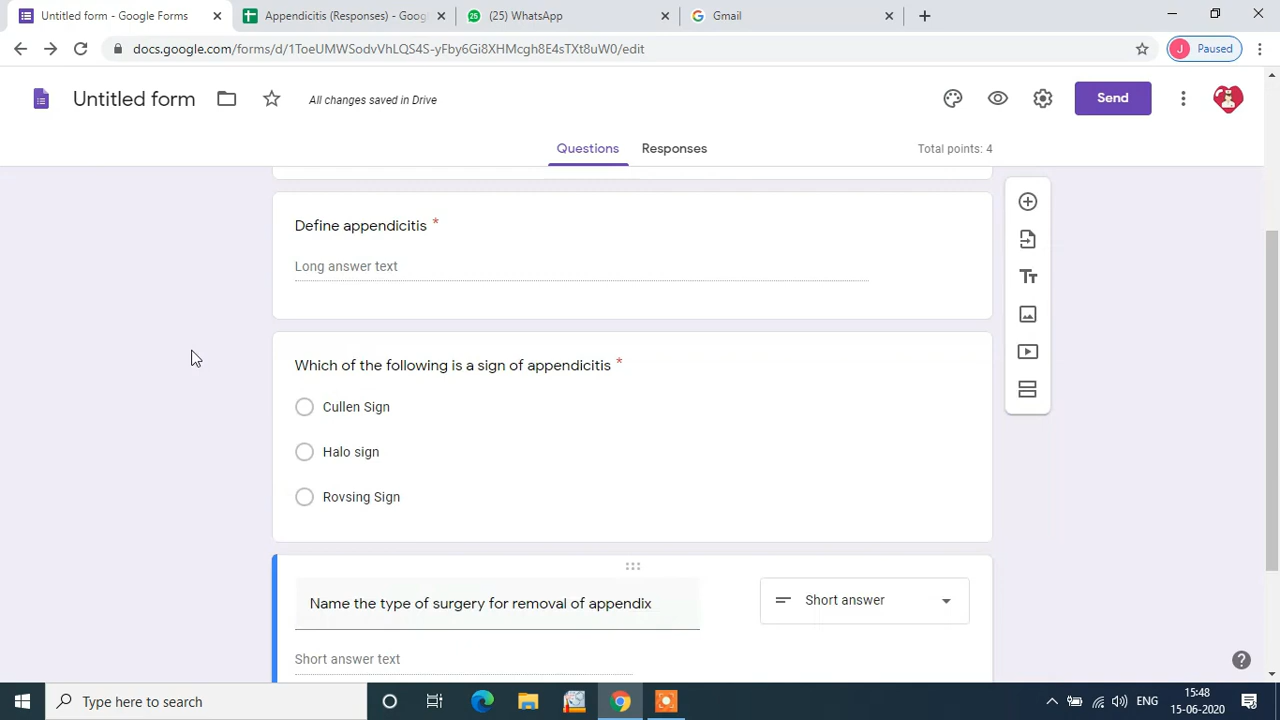 Untitled form - Google Forms
Appendicitis (Responses) - Goog
(25) WhatsApp
Gmail
docs.google.com/forms/d/1ToeUMWSodvVhLQS4S-yFby6Gi8XHMcgh8E4sTXt8uW0/edit
J Paused
Untitled form
All changes saved in Drive
Send
Questions
Responses
Total points: 4
Define appendicitis *
Long answer text
Which of the following is a sign of appendicitis *
Cullen Sign
Halo sign
Rovsing Sign
Name the type of surgery for removal of appendix
Short answer
Short answer text
Type here to search
ENG
15:48
15-06-2020